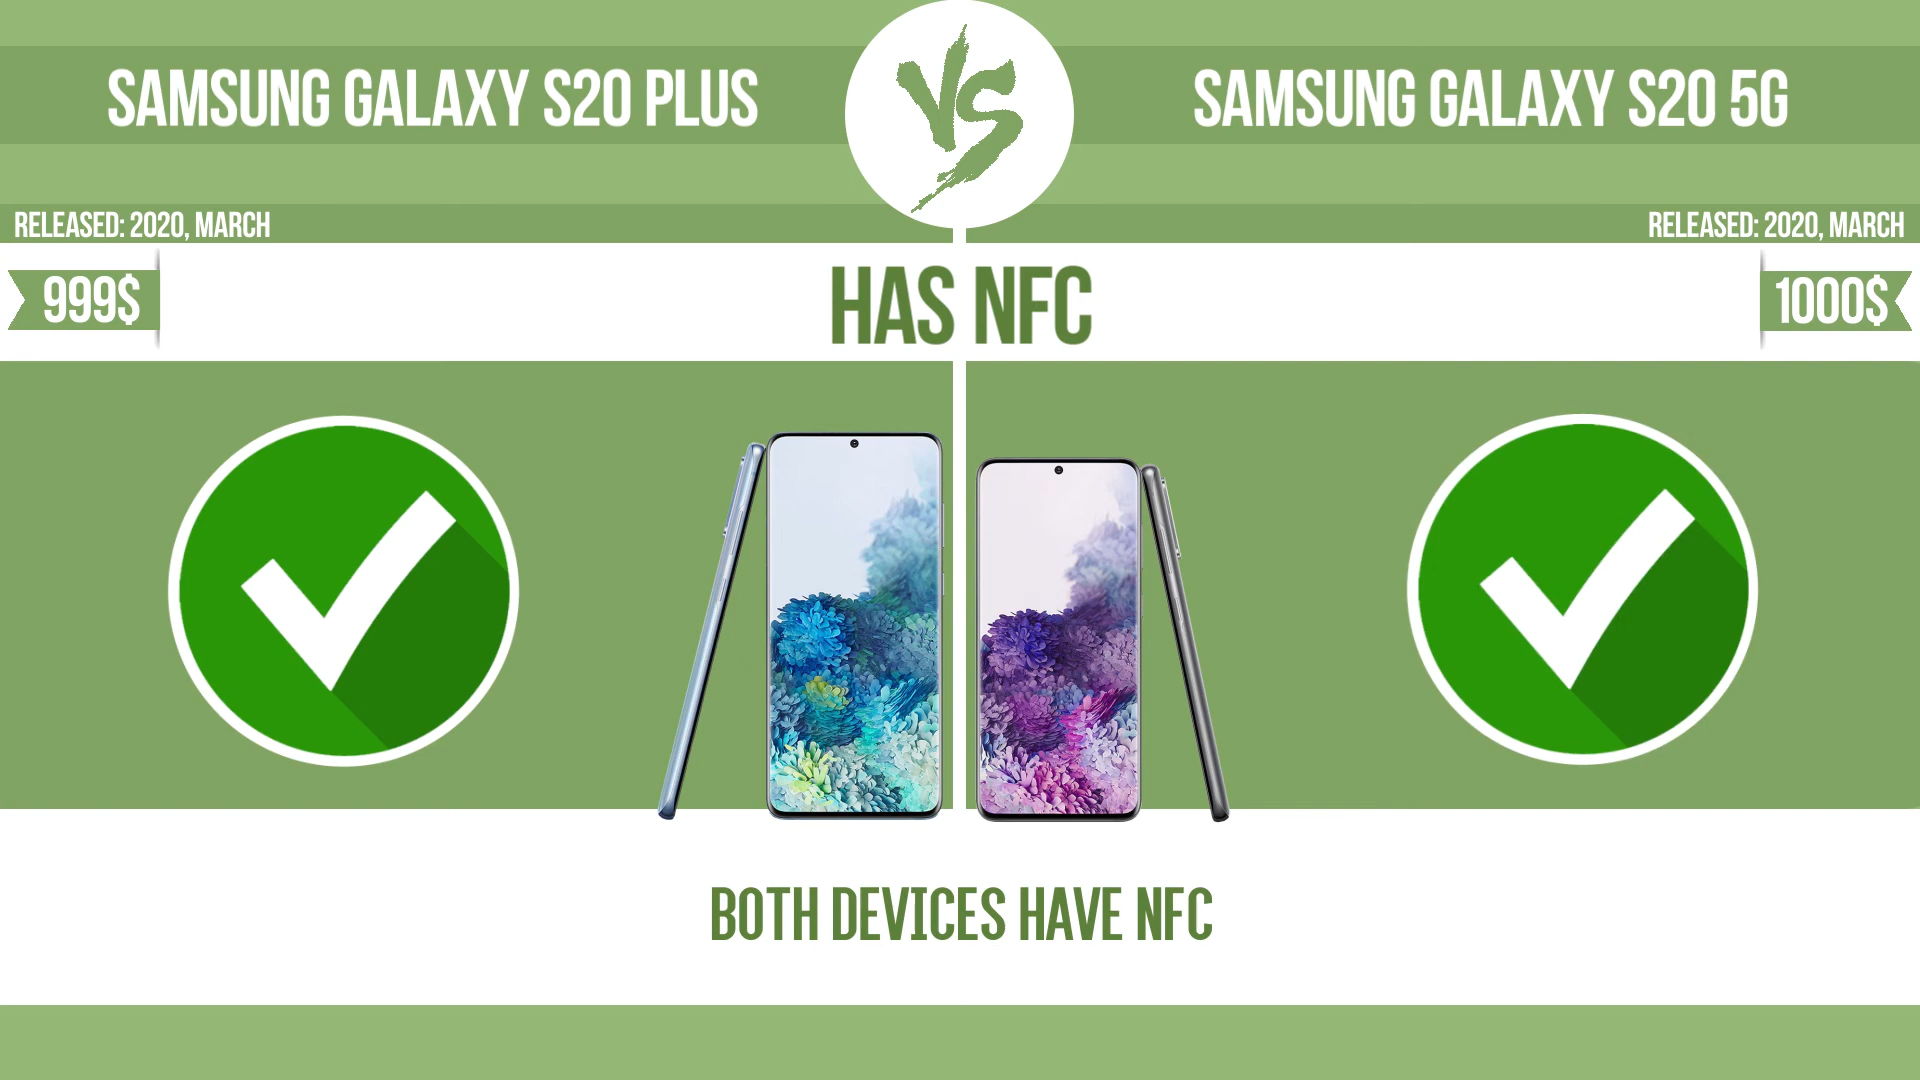 SAMSUNG GALAXY S20 PLUS
VS
SAMSUNG GALAXY S20 5G
RELEASED: 2020, MARCH
RELEASED: 2020, MARCH
999$
HAS NFC
1000$
BOTH DEVICES HAVE NFC